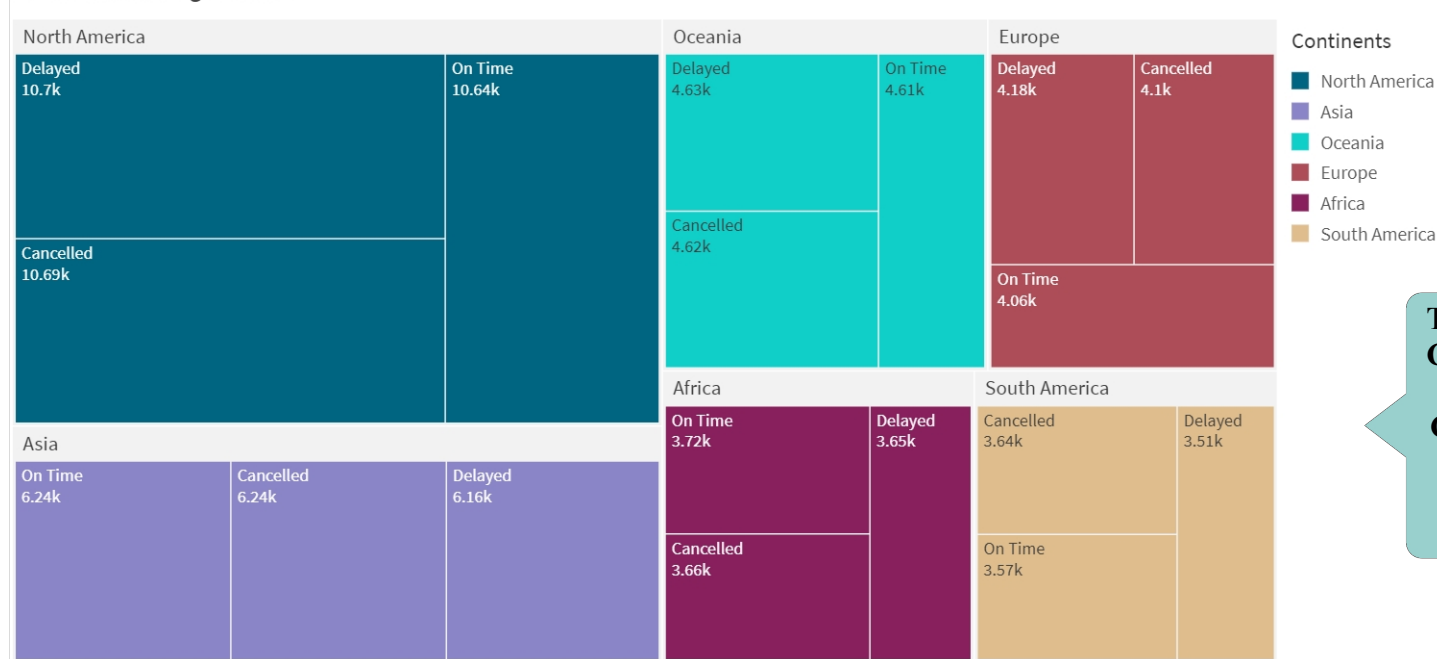 North America
Delayed
10.7k
On Time
10.64k
Cancelled
10.69k
Asia
On Time
6.24k
Cancelled
6.24k
Delayed
6.16k
Oceania
Delayed
4.63k
On Time
4.61k
Cancelled
4.62k
Europe
Delayed
4.18k
Cancelled
4.1k
On Time
4.06k
Africa
On Time
3.72k
Delayed
3.65k
Cancelled
3.66k
South America
Cancelled
3.64k
Delayed
3.51k
On Time
3.57k
Continents
North America
Asia
Oceania
Europe
Africa
South America